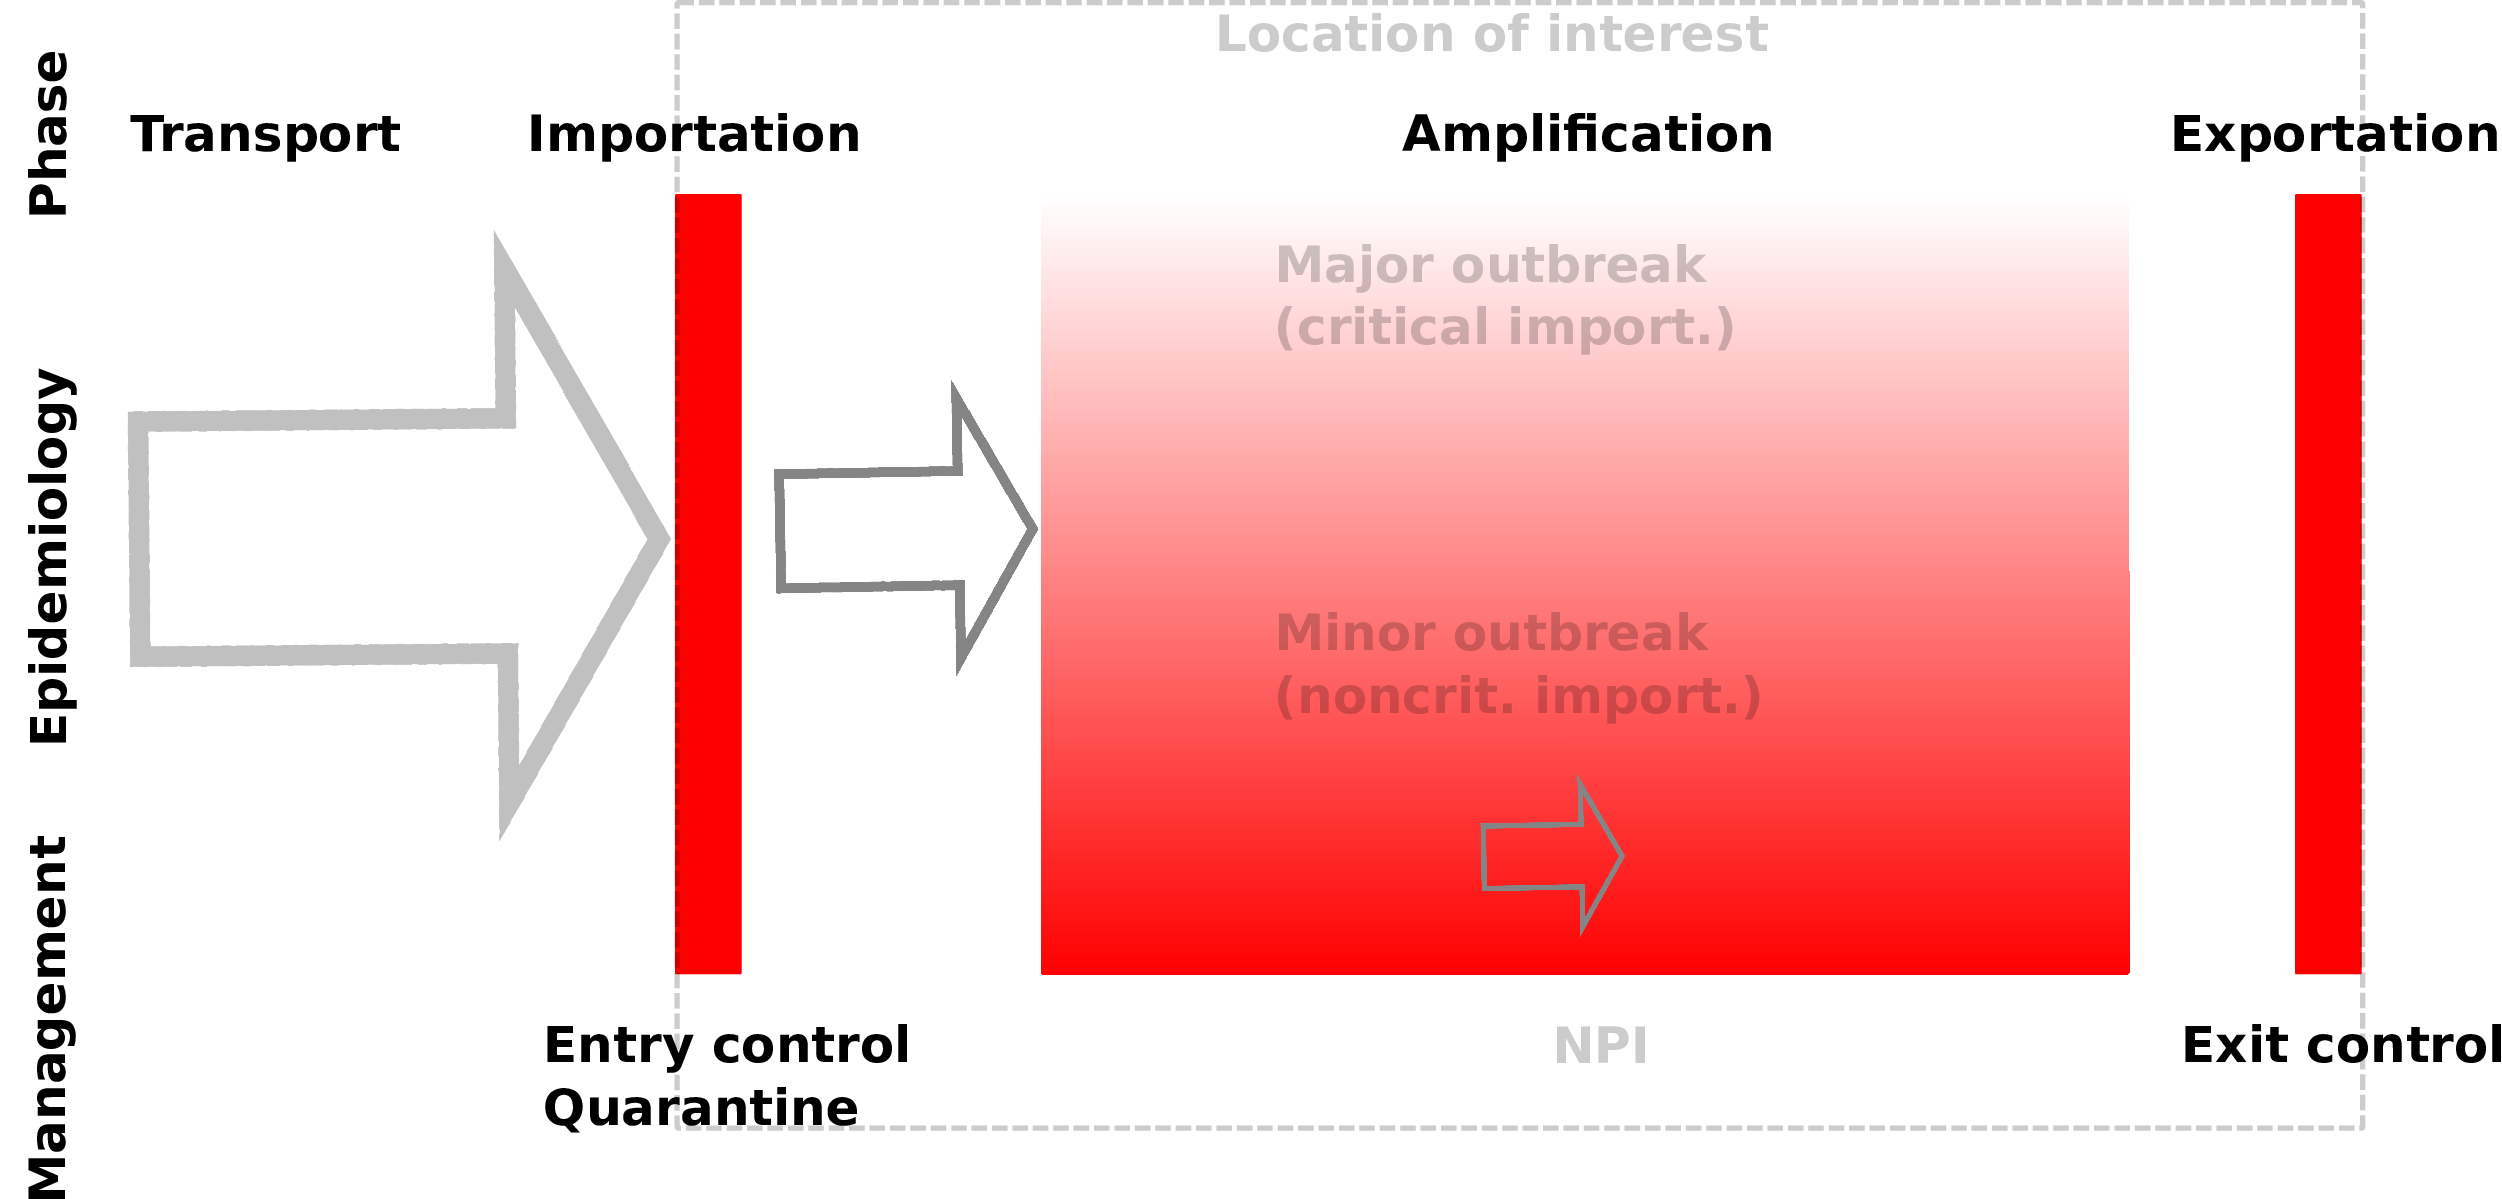 Location of interest
Phase
Transport
Importation
Amplification
Exportation
Epidemiology
Major outbreak
(critical import.)
Minor outbreak
(noncrit. import.)
Management
Entry control
Quarantine
NPI
Exit control